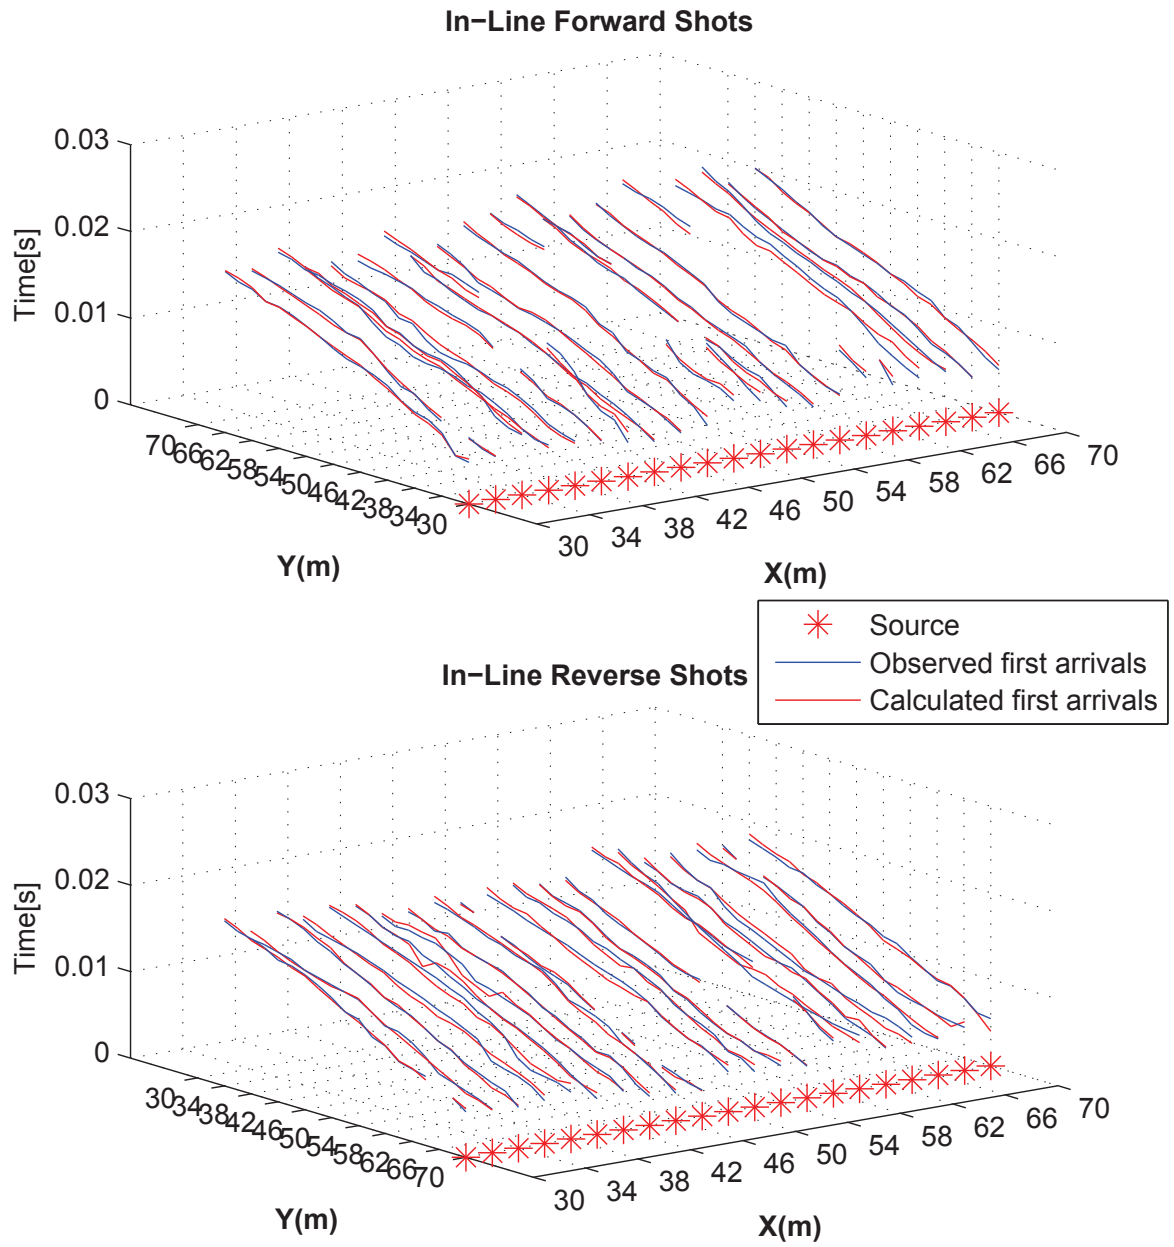 In−Line Forward Shots
0.03
0.02
0.01
0
Time[s]
70 66 62 58 54 50 46 42 38 34 30
Y(m)
30 34 38 42 46 50 54 58 62 66 70
X(m)
Source
Observed first arrivals
Calculated first arrivals
In−Line Reverse Shots
0.03
0.02
0.01
0
Time[s]
30 34 38 42 46 50 54 58 62 66 70
Y(m)
30 34 38 42 46 50 54 58 62 66 70
X(m)